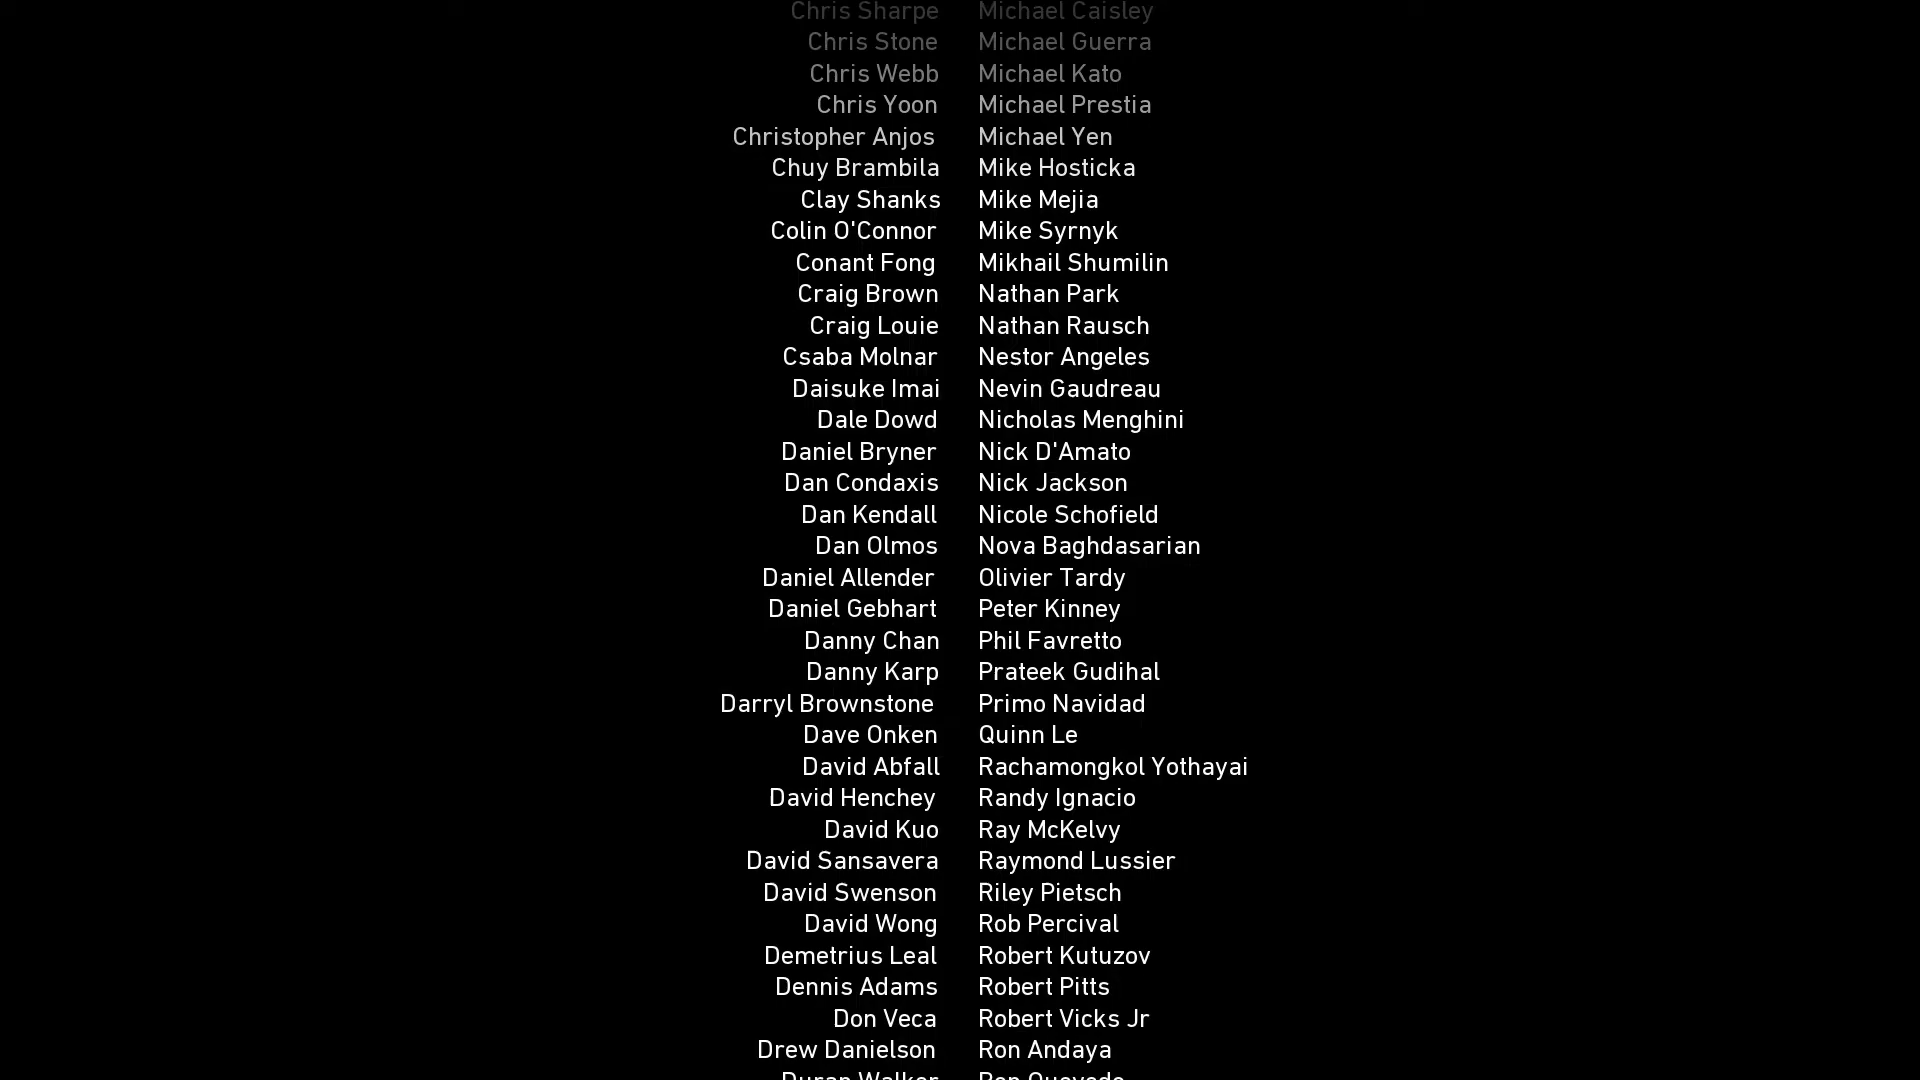 Chris Sharpe Michael Caisley
Chris Stone Michael Guerra
Chris Webb Michael Kato
Chris Yoon Michael Prestia
Christopher Anjos Michael Yen
Chuy Brambila Mike Hosticka
Clay Shanks Mike Mejia
Colin O'Connor Mike Syrnyk
Conant Fong Mikhail Shumilin
Craig Brown Nathan Park
Craig Louie Nathan Rausch
Csaba Molnar Nestor Angeles
Daisuke Imai Nevin Gaudreau
Dale Dowd Nicholas Menghini
Daniel Bryner Nick D'Amato
Dan Condaxis Nick Jackson
Dan Kendall Nicole Schofield
Dan Olmos Nova Baghdasarian
Daniel Allender Olivier Tardy
Daniel Gebhart Peter Kinney
Danny Chan Phil Favretto
Danny Karp Prateek Gudihal
Darryl Brownstone Primo Navidad
Dave Onken Quinn Le
David Abfall Rachamongkol Yothayai
David Henchey Randy Ignacio
David Kuo Ray McKelvy
David Sansavera Raymond Lussier
David Swenson Riley Pietsch
David Wong Rob Percival
Demetrius Leal Robert Kutuzov
Dennis Adams Robert Pitts
Don Veca Robert Vicks Jr
Drew Danielson Ron Andaya
Walker Ron